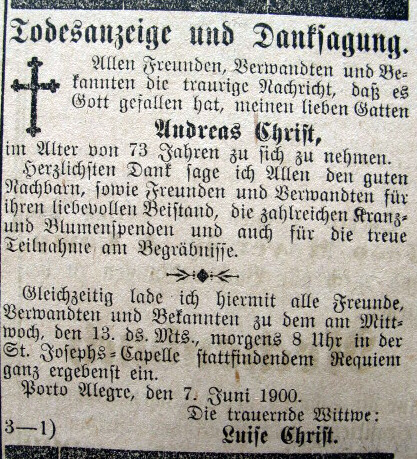 Todesanzeige und Danksagung.
Allen Freunden, Verwandten und Be-
kannten die traurige Nachricht, daß es
Gott gefallen hat, meinen lieben Gatten
Andreas Christ,
im Alter von 73 Jahren zu sich zu nehmen.
Herzlichsten Dank sage ich Allen den guten
Nachbarn, sowie Freunden und Verwandten für
ihren liebevollen Beistand, die zahlreichen Kranz-
und Blumenspenden und auch für die treue
Teilnahme am Begräbnisse.
Gleichzeitig lade ich hiermit alle Freunde,
Verwandten und Bekannten zu dem am Mitt-
woch, den 13. ds. Mts., morgens 8 Uhr in der
St. Josephs-Capelle stattfindendem Requiem
ganz ergebenst ein.
Porto Alegre, den 7. Juni 1900.
Die trauernde Wittwe:
3—1) Luise Christ.